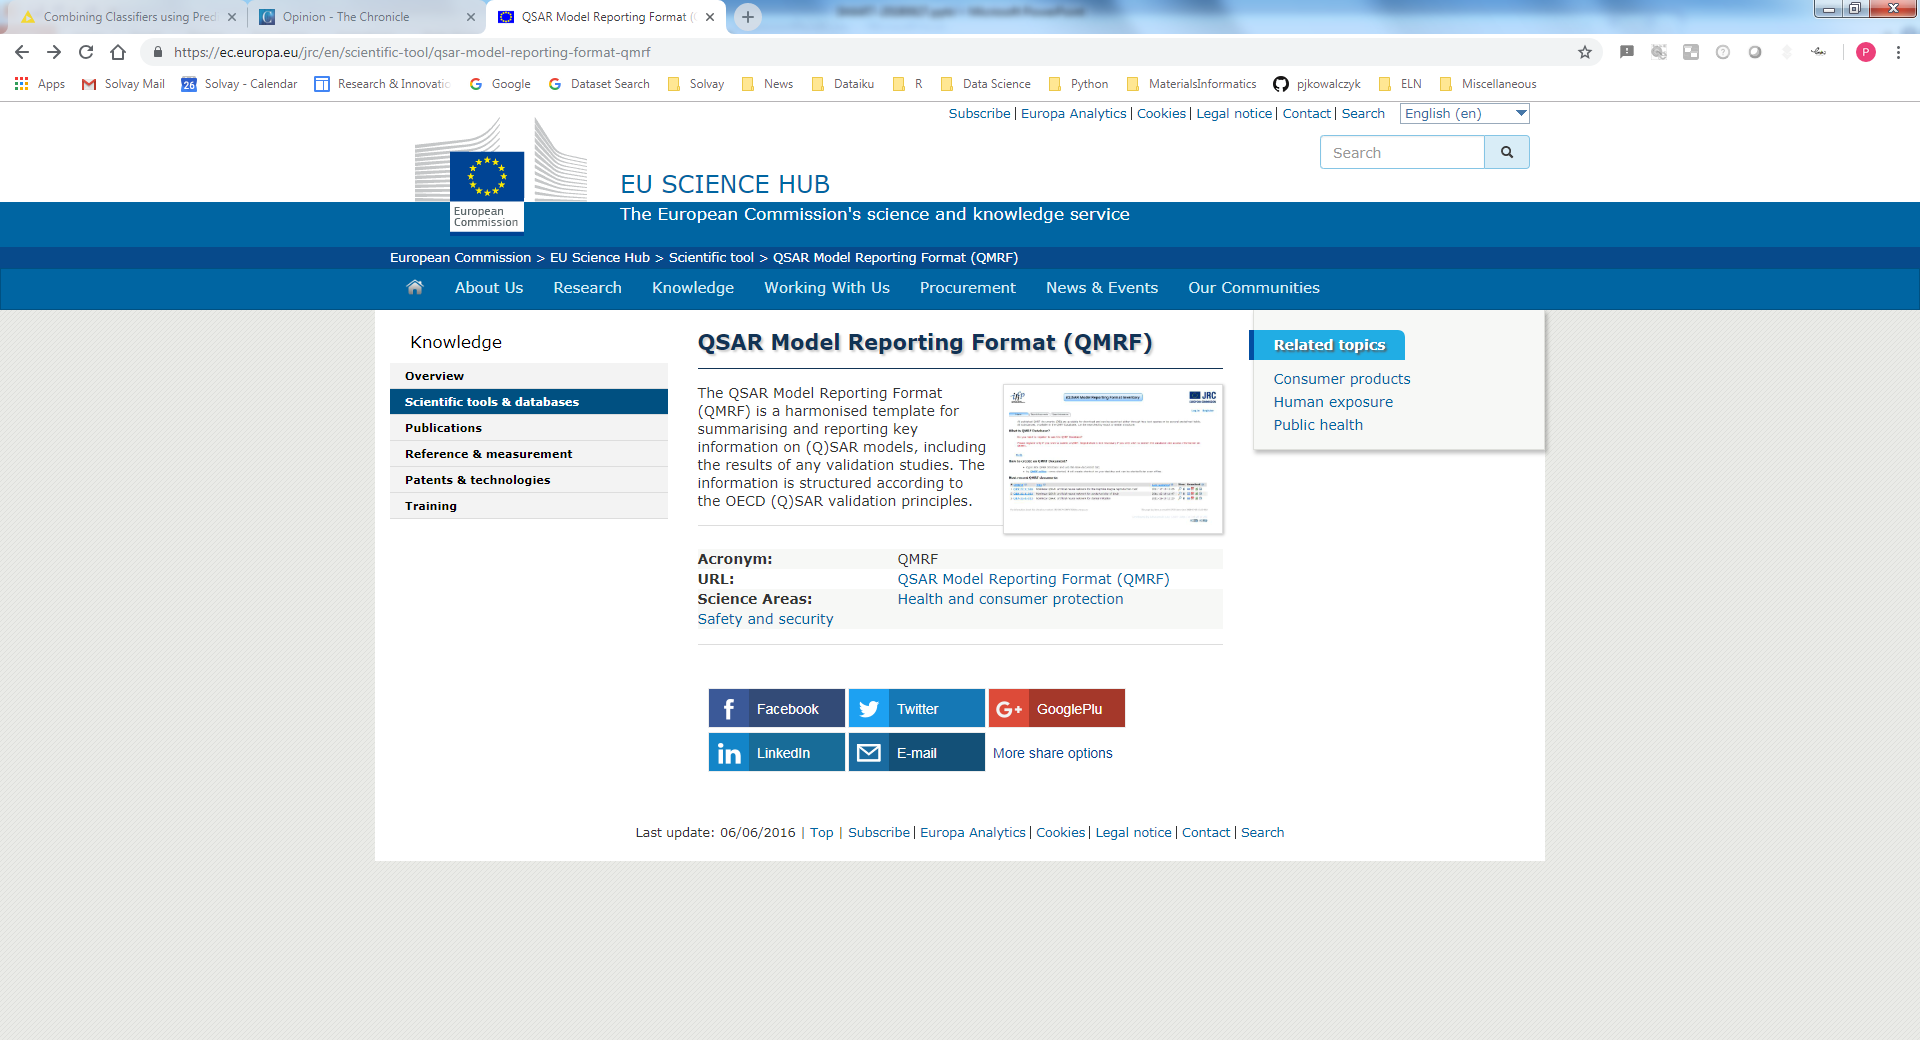 Combining Classifiers using Pred
Opinion - The Chronicle
QSAR Model Reporting Format (
https://ec.europa.eu/jrc/en/scientific-tool/qsar-model-reporting-format-qmrf
P
Apps
Solvay Mail
26
Solvay - Calendar
Research & Innovatio
Google
Dataset Search
Solvay
News
Dataiku
R
Data Science
Python
MaterialsInformatics
pjkowalczyk
ELN
Miscellaneous
Subscribe | Europa Analytics | Cookies | Legal notice | Contact | Search
English (en)
Search
EU SCIENCE HUB
The European Commission's science and knowledge service
European
Commission
European Commission > EU Science Hub > Scientific tool > QSAR Model Reporting Format (QMRF)
About Us Research Knowledge Working With Us Procurement News & Events Our Communities
Knowledge
Overview
Scientific tools & databases
Publications
Reference & measurement
Patents & technologies
Training
QSAR Model Reporting Format (QMRF)
The QSAR Model Reporting Format
(QMRF) is a harmonised template for
summarising and reporting key
information on (Q)SAR models, including
the results of any validation studies. The
information is structured according to
the OECD (Q)SAR validation principles.
JRC
Acronym: QMRF
URL: QSAR Model Reporting Format (QMRF)
Science Areas: Health and consumer protection
Safety and security
Related topics
Consumer products
Human exposure
Public health
Facebook
Twitter
G+ GooglePlu
in LinkedIn
E-mail
More share options
Last update: 06/06/2016 | Top | Subscribe | Europa Analytics | Cookies | Legal notice | Contact | Search